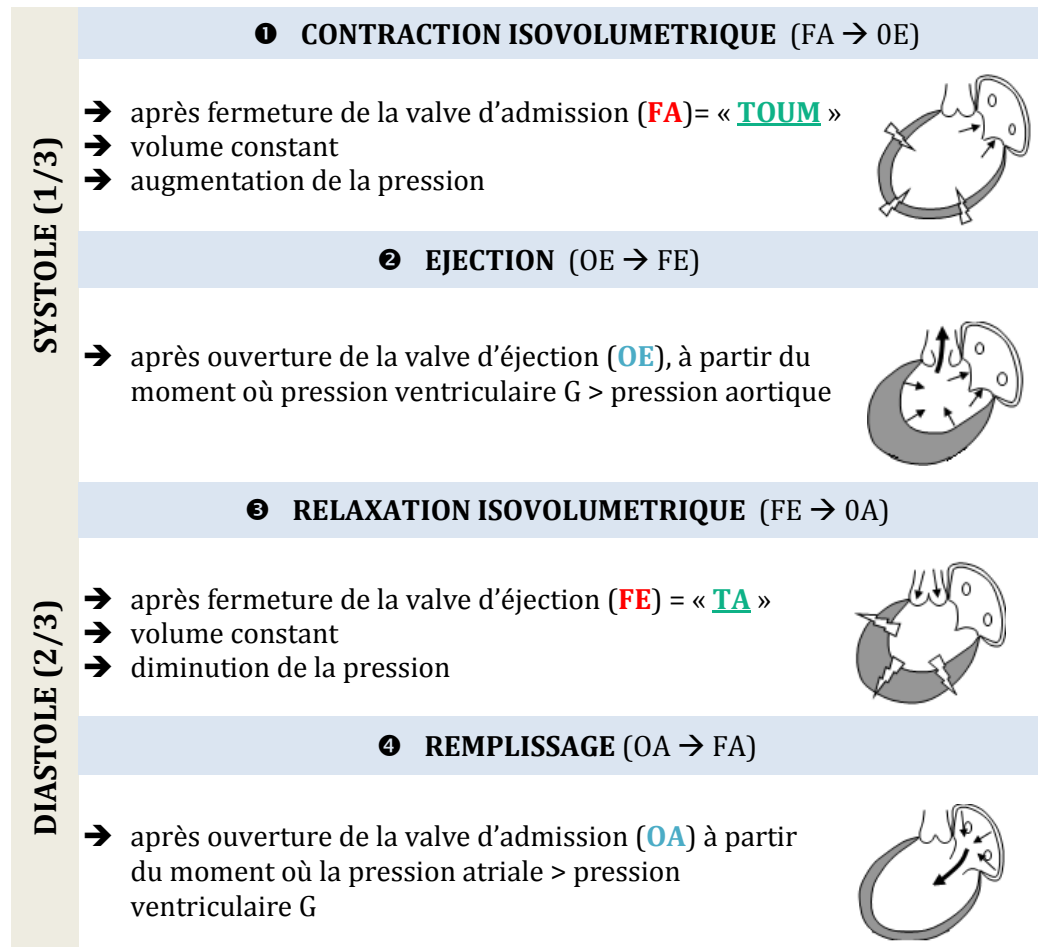 SYSTOLE (1/3)
❶ CONTRACTION ISOVOLUMETRIQUE (FA → 0E)
➔ après fermeture de la valve d’admission (FA)= « TOUM »
➔ volume constant
➔ augmentation de la pression
❷ EJECTION (OE → FE)
➔ après ouverture de la valve d’éjection (OE), à partir du
moment où pression ventriculaire G > pression aortique
DIASTOLE (2/3)
❸ RELAXATION ISOVOLUMETRIQUE (FE → 0A)
➔ après fermeture de la valve d’éjection (FE) = « TA »
➔ volume constant
➔ diminution de la pression
❹ REMPLISSAGE (OA → FA)
➔ après ouverture de la valve d’admission (OA) à partir
du moment où la pression atriale > pression
ventriculaire G